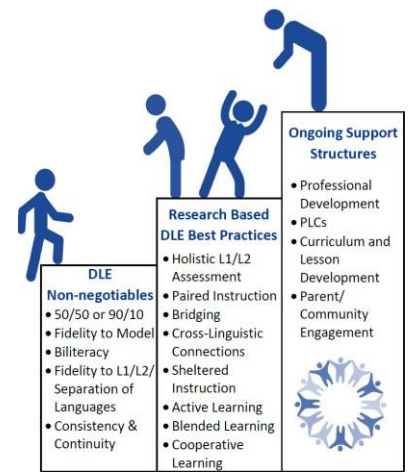 DLE
Non-negotiables
• 50/50 or 90/10
• Fidelity to Model
• Biliteracy
• Fidelity to L1/L2/
Separation of
Languages
• Consistency &
Continuity
Research Based
DLE Best Practices
• Holistic L1/L2
Assessment
• Paired Instruction
• Bridging
• Cross-Linguistic
Connections
• Sheltered
Instruction
• Active Learning
• Blended Learning
• Cooperative
Learning
Ongoing Support
Structures
• Professional
Development
• PLCs
• Curriculum and
Lesson
Development
• Parent/
Community
Engagement